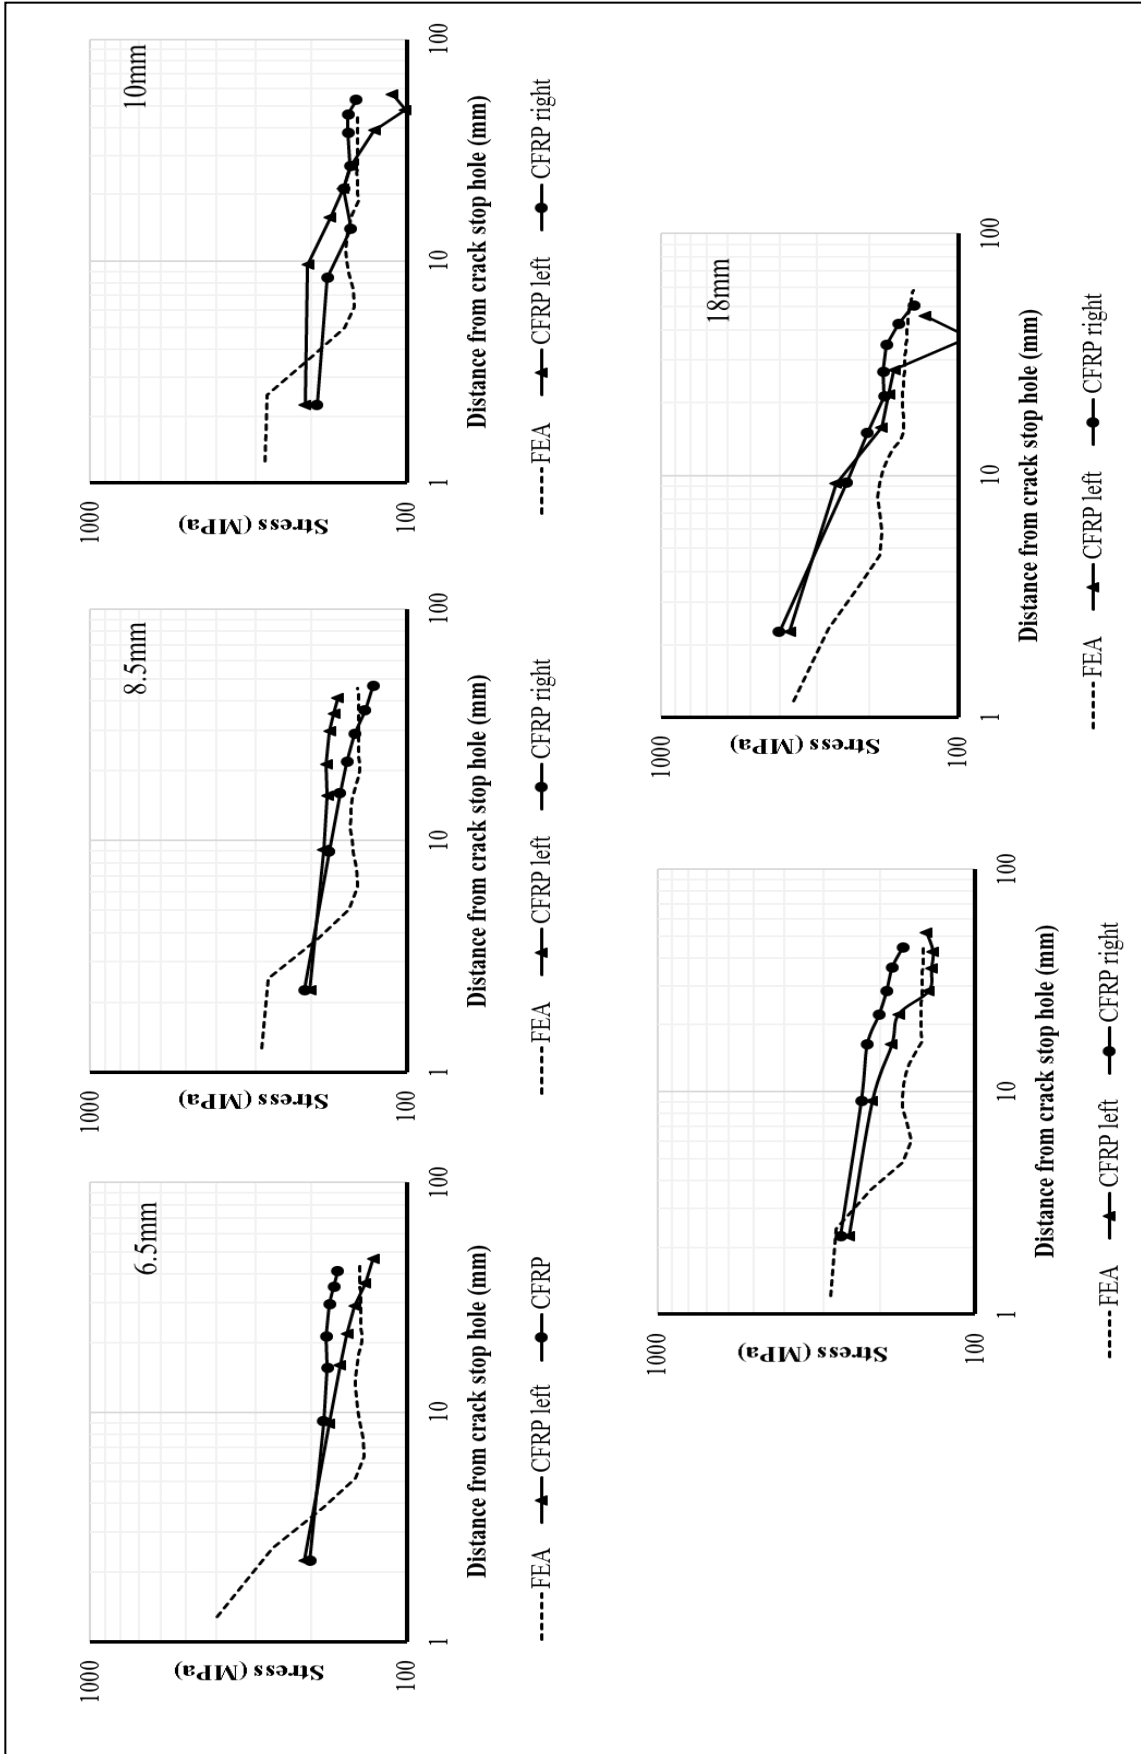 6.5mm
1000
100
Stress (MPa)
1
10
100
Distance from crack stop hole (mm)
FEA
CFRP left
CFRP
8.5mm
1000
100
Stress (MPa)
1
10
100
Distance from crack stop hole (mm)
FEA
CFRP left
CFRP right
10mm
1000
100
Stress (MPa)
1
10
100
Distance from crack stop hole (mm)
FEA
CFRP left
CFRP right
1000
100
Stress (MPa)
1
10
100
Distance from crack stop hole (mm)
FEA
CFRP left
CFRP right
18mm
1000
100
Stress (MPa)
1
10
100
Distance from crack stop hole (mm)
FEA
CFRP left
CFRP right